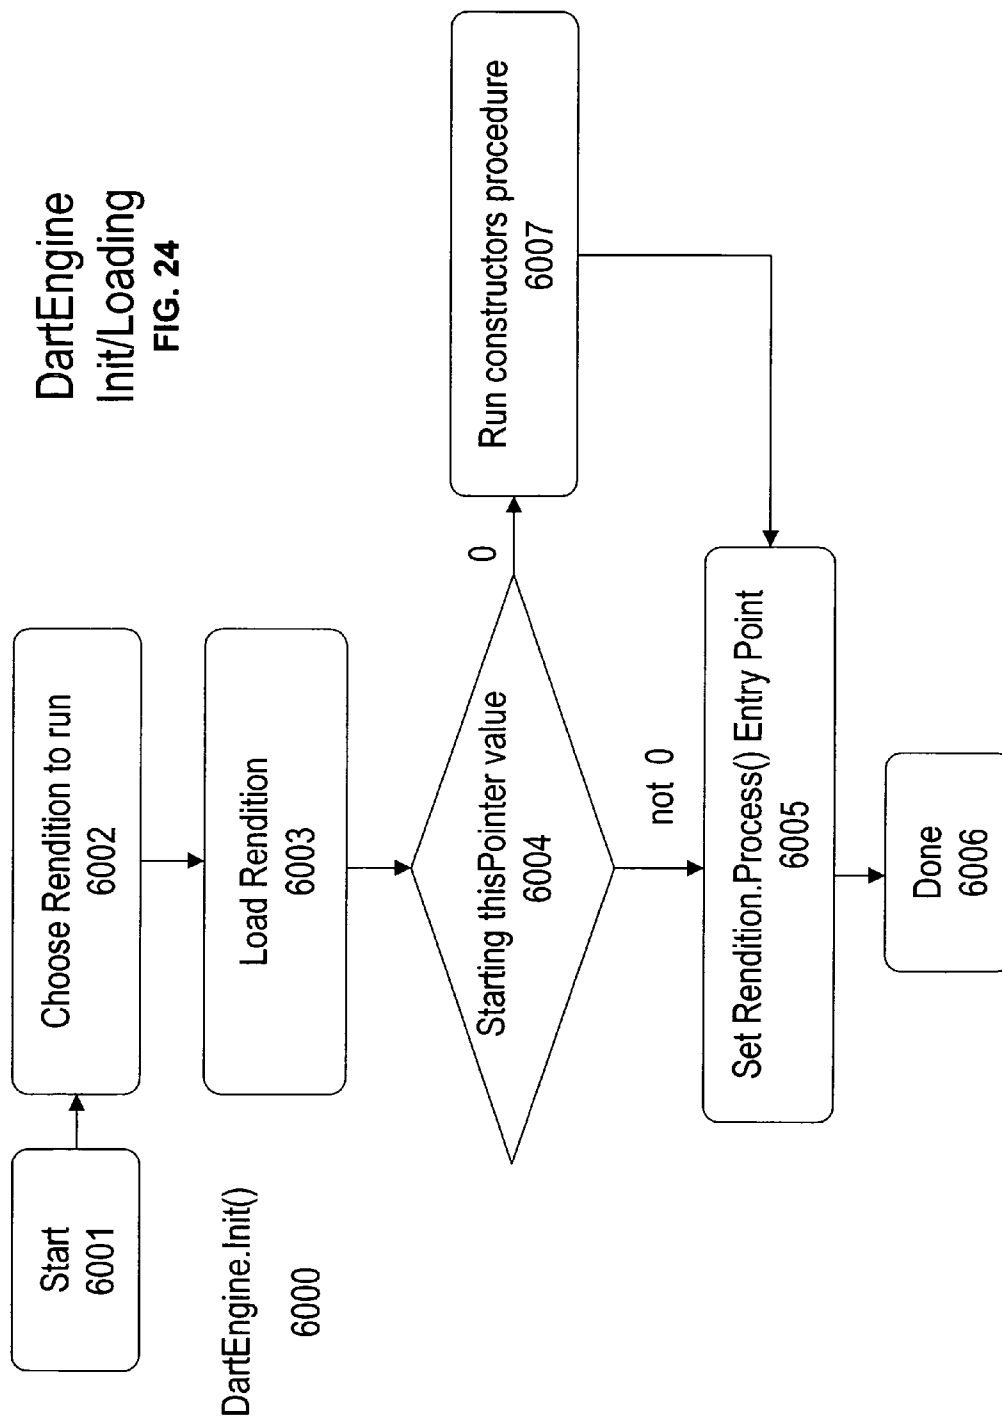 DartEngine
Init/Loading
FIG. 24
Start
6001
Choose Rendition to run
6002
DartEngine.Init()
6000
Load Rendition
6003
Starting thisPointer value
6004
0
Run constructors procedure
6007
not 0
Set Rendition.Process() Entry Point
6005
Done
6006